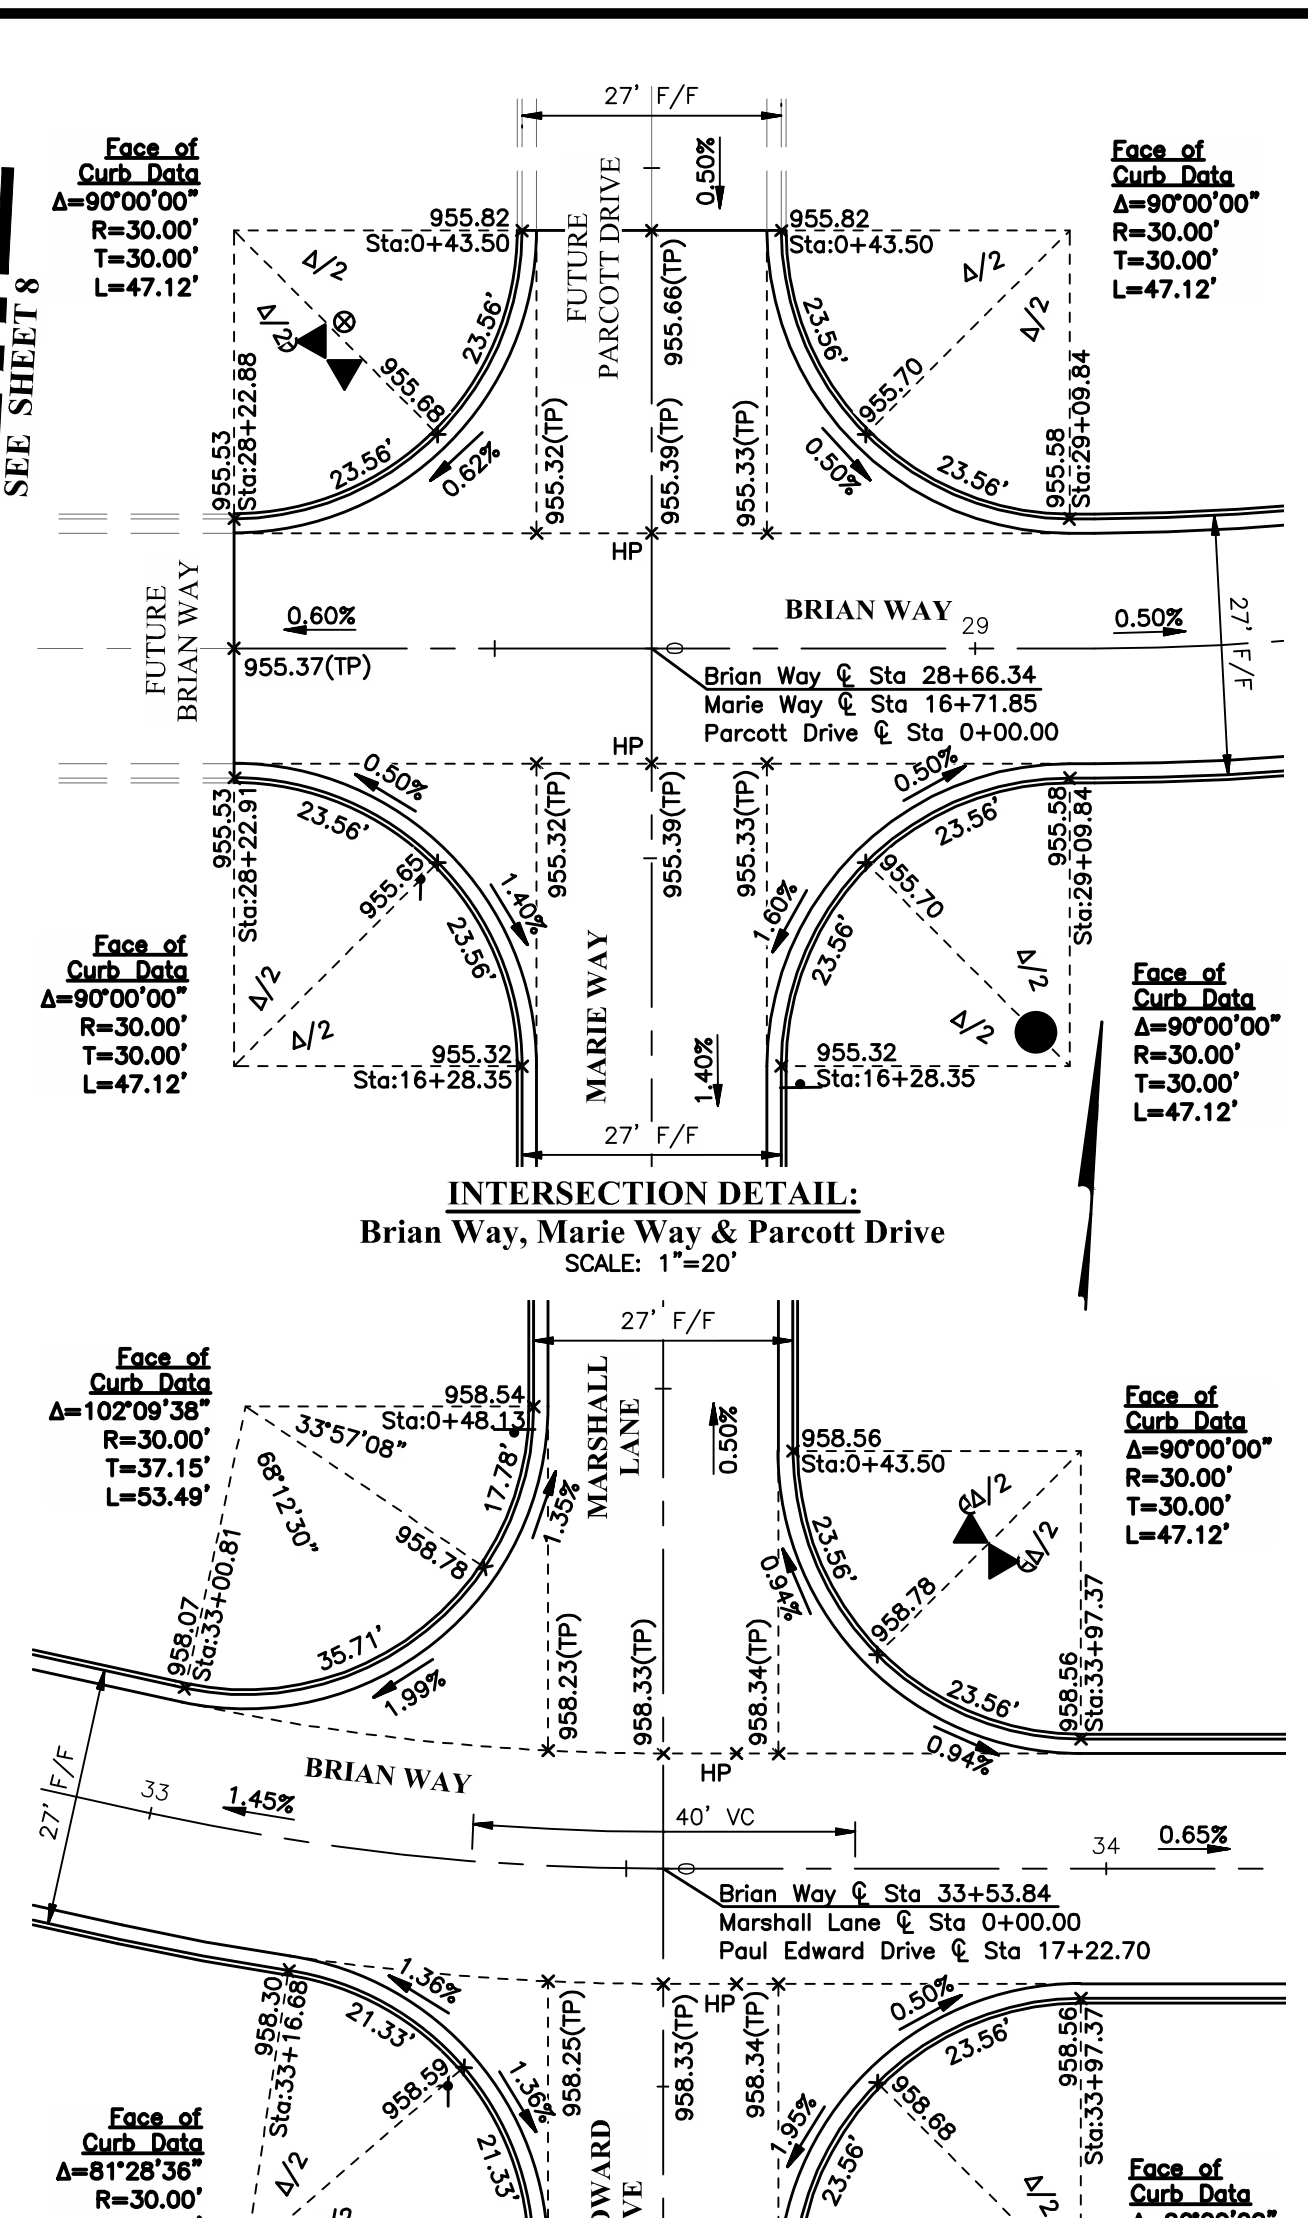 27' F/F
Face of
Curb Data
Δ=90°00'00"
R=30.00'
T=30.00'
L=47.12'
SEE SHEET 8
955.82
Sta:0+43.50
FUTURE
PARCOTT DRIVE
0.50%
955.66(TP)
955.82
Sta:0+43.50
Face of
Curb Data
Δ=90°00'00"
R=30.00'
T=30.00'
L=47.12'
Δ/2
Δ/2
23.56'
955.68
23.56'
0.62%
955.53
Sta:28+22.88
955.32(TP)
955.39(TP)
955.33(TP)
HP
23.56'
955.70
Δ/2
Δ/2
0.50%
23.56'
955.58
Sta:29+09.84
FUTURE
BRIAN WAY
0.60%
955.37(TP)
BRIAN WAY
29
0
0.50%
27' F/F
Brian Way ℄ Sta 28+66.34
Marie Way ℄ Sta 16+71.85
Parcott Drive ℄ Sta 0+00.00
HP
0.50%
23.56'
955.53
Sta:28+22.91
955.65
1.40%
23.56'
955.32(TP)
955.39(TP)
955.33(TP)
0.50%
23.56'
955.58
Sta:29+09.84
955.70
1.60%
23.56'
Δ/2
Δ/2
Face of
Curb Data
Δ=90°00'00"
R=30.00'
T=30.00'
L=47.12'
Δ/2
Δ/2
955.32
Sta:16+28.35
MARIE WAY
1.40%
955.32
Sta:16+28.35
Face of
Curb Data
Δ=90°00'00"
R=30.00'
T=30.00'
L=47.12'
27' F/F
INTERSECTION DETAIL:
Brian Way, Marie Way & Parcott Drive
SCALE: 1"=20'
27' F/F
Face of
Curb Data
Δ=102°09'38"
R=30.00'
T=37.15'
L=53.49'
958.54
Sta:0+48.13
33°57'08"
68°12'30"
17.78'
1.35%
MARSHALL
LANE
0.50%
958.56
Sta:0+43.50
Face of
Curb Data
Δ=90°00'00"
R=30.00'
T=30.00'
L=47.12'
Δ/2
Δ/2
958.78
35.71'
1.99%
958.07
Sta:33+00.81
958.23(TP)
958.33(TP)
958.34(TP)
HP
23.56'
0.94%
958.78
23.56'
0.94%
958.56
Sta:33+97.37
27' F/F
33
BRIAN WAY
1.45%
40' VC
34
0
0.65%
Brian Way ℄ Sta 33+53.84
Marshall Lane ℄ Sta 0+00.00
Paul Edward Drive ℄ Sta 17+22.70
1.36%
21.33'
958.30
Sta:33+16.68
958.59
1.36%
21.33'
958.25(TP)
958.33(TP)
HP
958.34(TP)
0.50%
23.56'
958.56
Sta:33+97.37
958.68
1.95%
23.56'
Δ/2
Face of
Curb Data
Δ=81°28'36"
R=30.00'
Δ/2
Face of
Curb Data